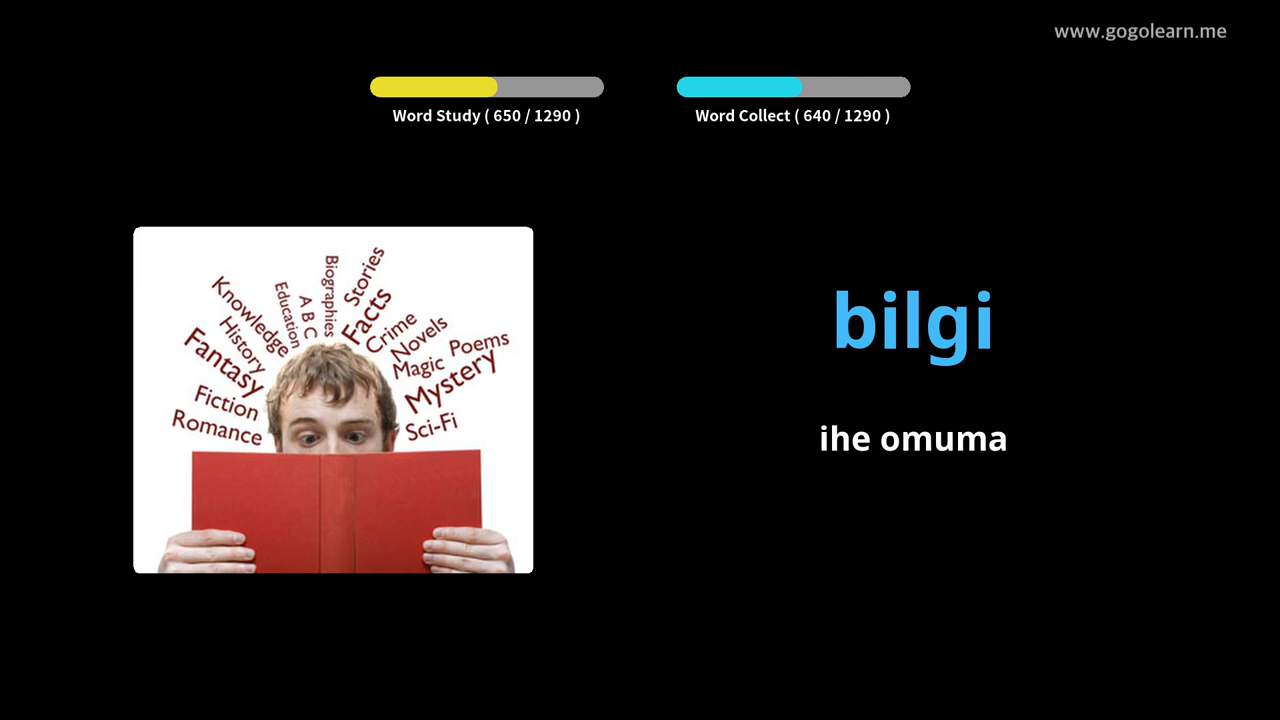 www.gogolearn.me
Word Study ( 650 / 1290 )
Word Collect ( 640 / 1290 )
Knowledge
History
Fantasy
Fiction
Romance
Education
A B C
Biographies
Stories
Facts
Crime
Novels
Magic
Poems
Mystery
Sci-Fi
bilgi
ihe omuma